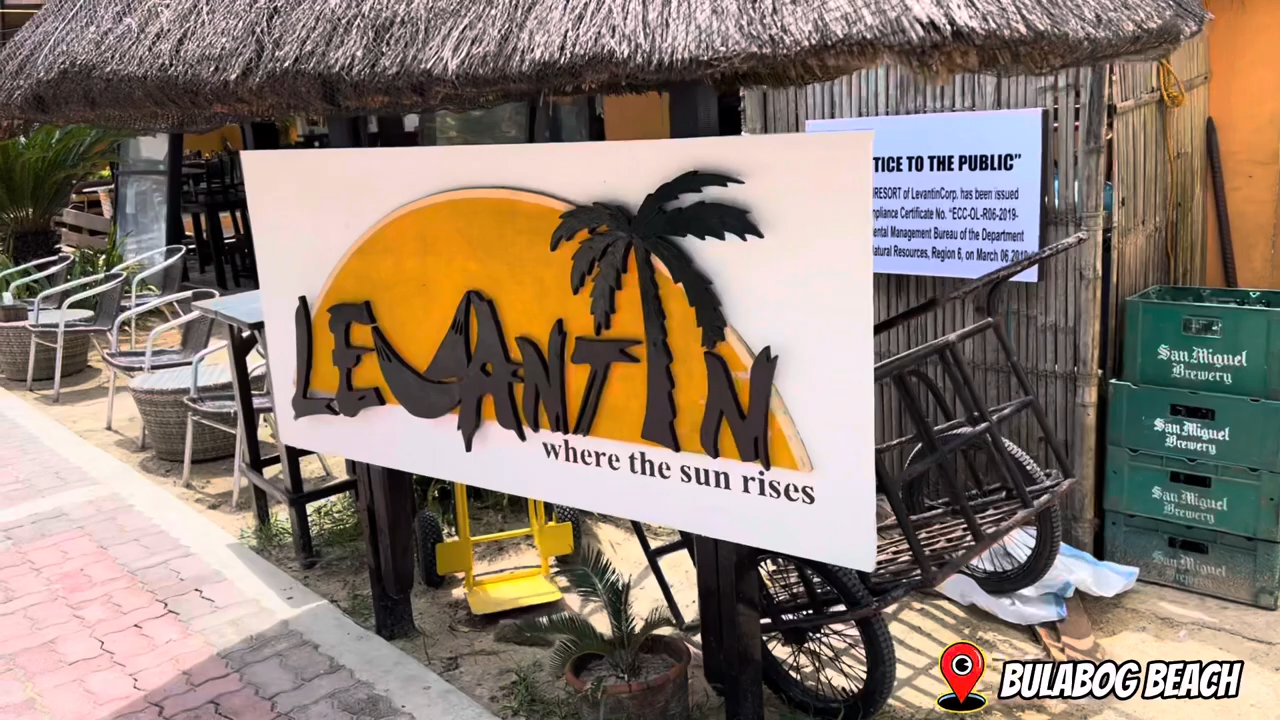 LEVANTIN
where the sun rises
TICE TO THE PUBLIC”
RESORT of LevantinCorp. has been issued
npliance Certificate No. “ECC-OL-R06-2019-
ental Management Bureau of the Department
atural Resources, Region 6, on March 06,2019
San Miguel
Brewery
San Miguel
Brewery
San Miguel
Brewery
San Miguel
Brewery
BULABOG BEACH